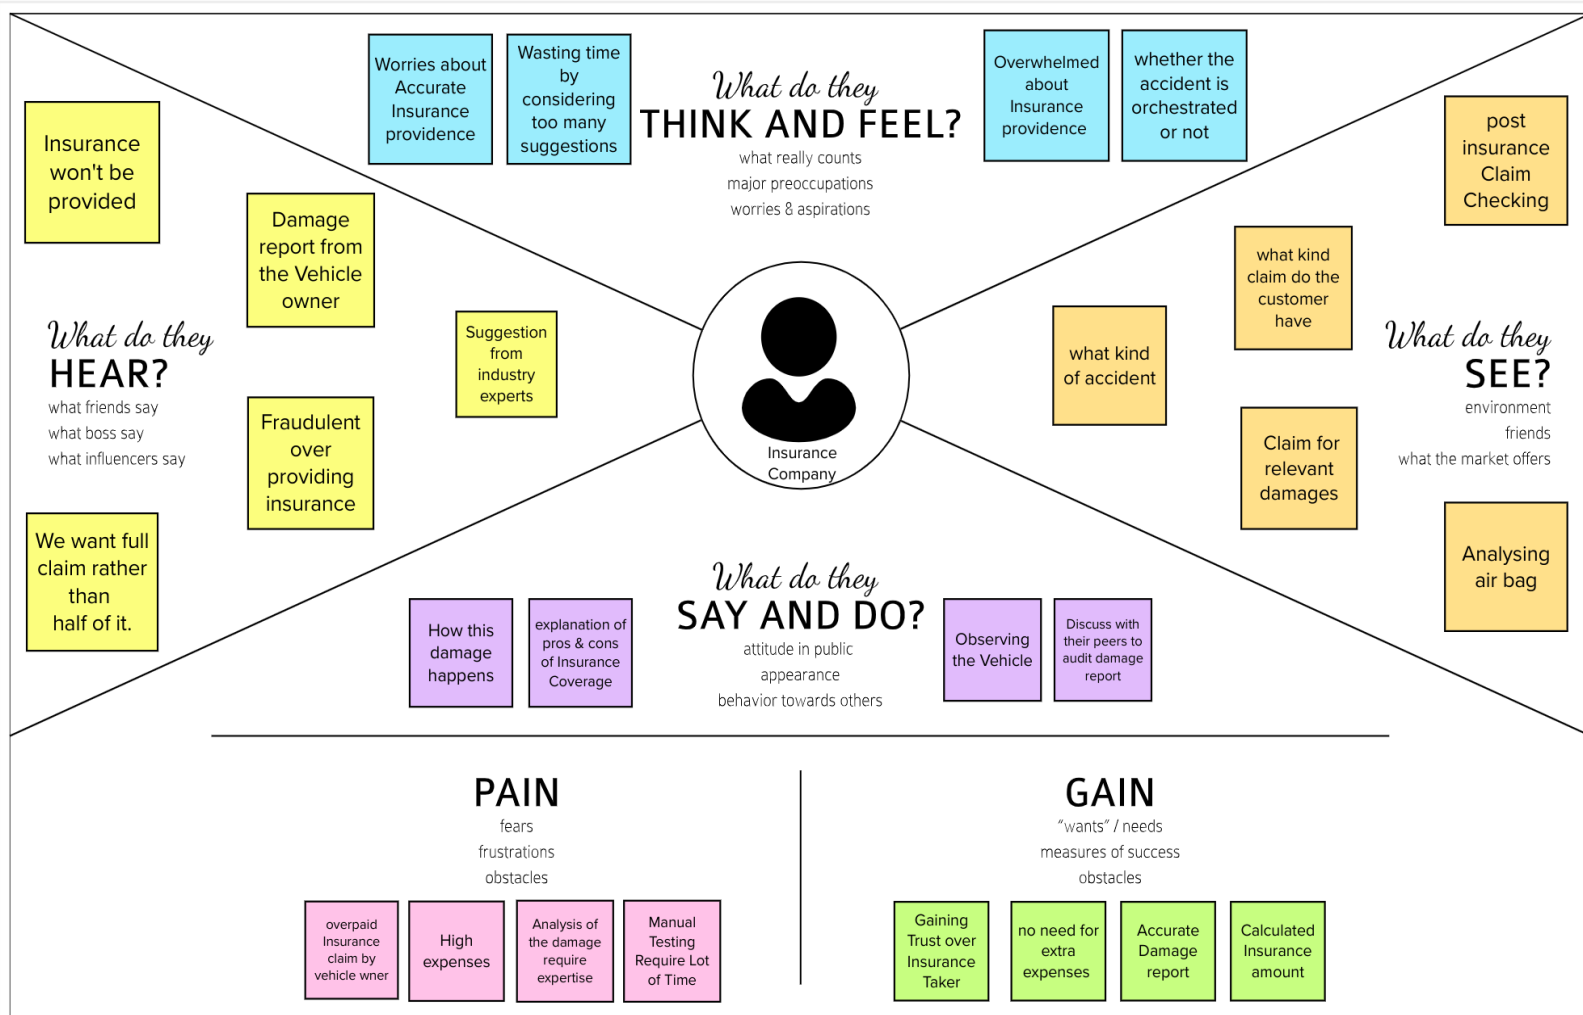 Worries about
Accurate
Insurance
providence
Wasting time
by
considering
too many
suggestions
What do they
THINK AND FEEL?
what really counts
major preoccupations
worries & aspirations
Overwhelmed
about
Insurance
providence
whether the
accident is
orchestrated
or not
Insurance
won't be
provided
Damage
report from
the Vehicle
owner
Suggestion
from
industry
experts
What do they
HEAR?
what friends say
what boss say
what influencers say
Fraudulent
over
providing
insurance
We want full
claim rather
than
half of it.
Insurance
Company
post
insurance
Claim
Checking
what kind
claim do the
customer
have
what kind
of accident
What do they
SEE?
environment
friends
what the market offers
Claim for
relevant
damages
Analysing
air bag
How this
damage
happens
explanation of
pros & cons
of Insurance
Coverage
What do they
SAY AND DO?
attitude in public
appearance
behavior towards others
Observing
the Vehicle
Discuss with
their peers to
audit damage
report
PAIN
fears
frustrations
obstacles
overpaid
Insurance
claim by
vehicle wner
High
expenses
Analysis of
the damage
require
expertise
Manual
Testing
Require Lot
of Time
GAIN
“wants” / needs
measures of success
obstacles
Gaining
Trust over
Insurance
Taker
no need for
extra
expenses
Accurate
Damage
report
Calculated
Insurance
amount